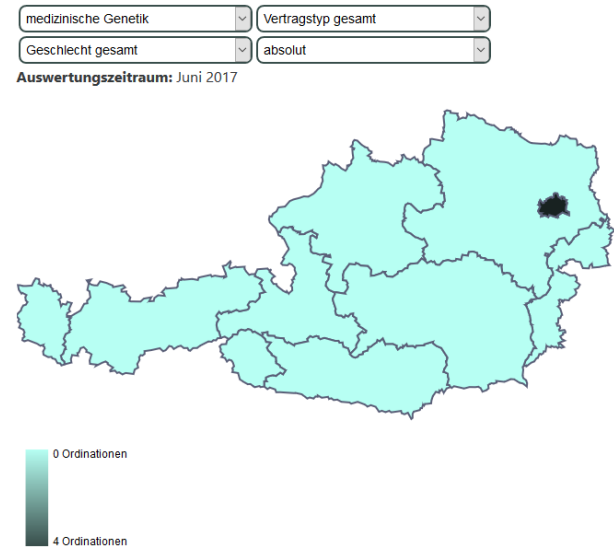 medizinische Genetik
Vertragstyp gesamt
Geschlecht gesamt
absolut
Auswertungszeitraum: Juni 2017
0 Ordinationen
4 Ordinationen